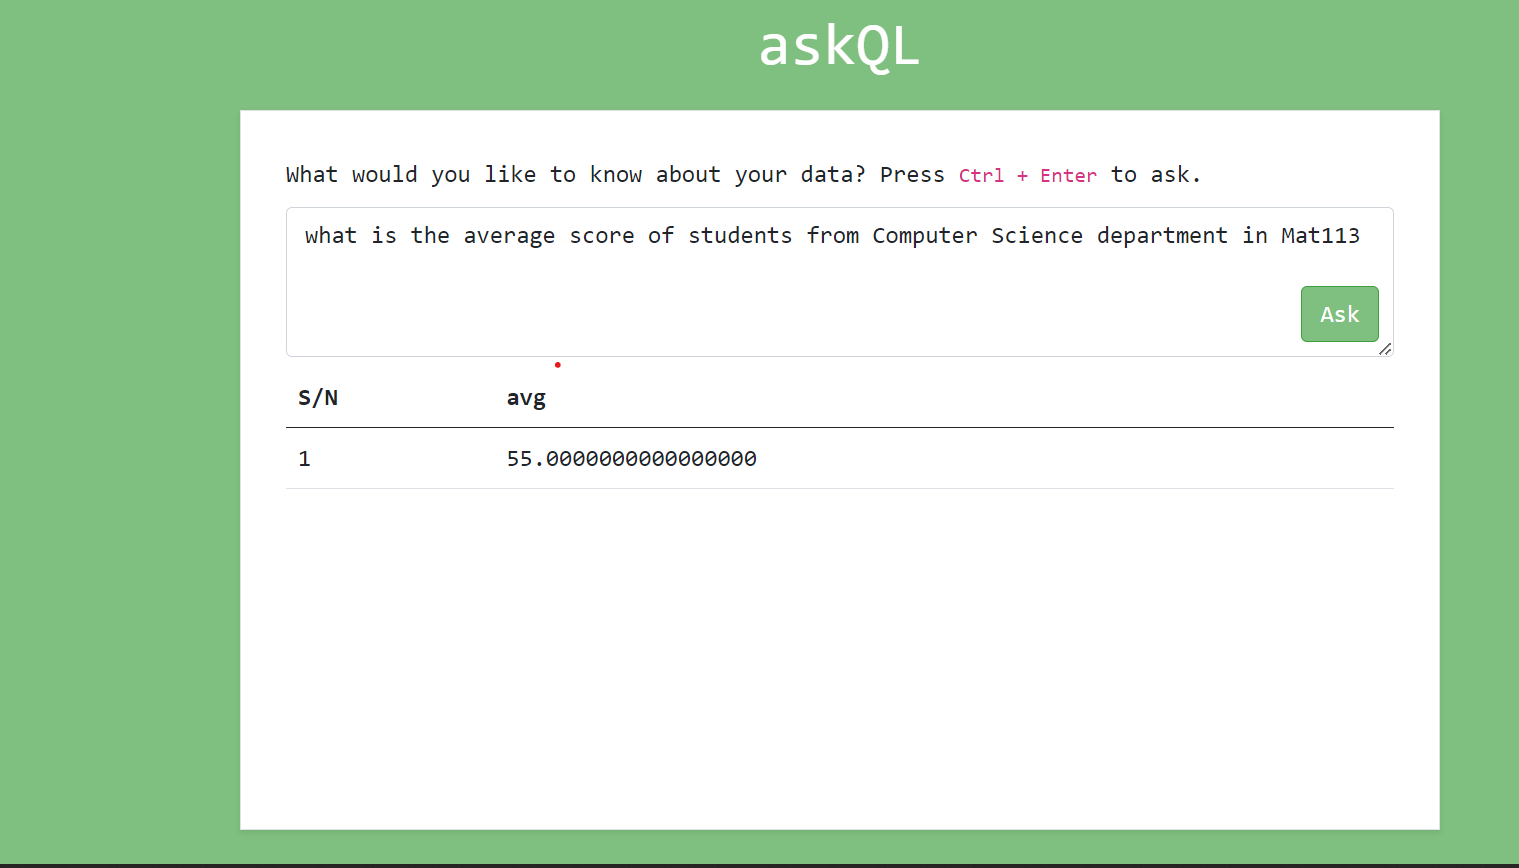 askQL
What would you like to know about your data? Press Ctrl + Enter to ask.
what is the average score of students from Computer Science department in Mat113
Ask
S/N avg
1 55.0000000000000000